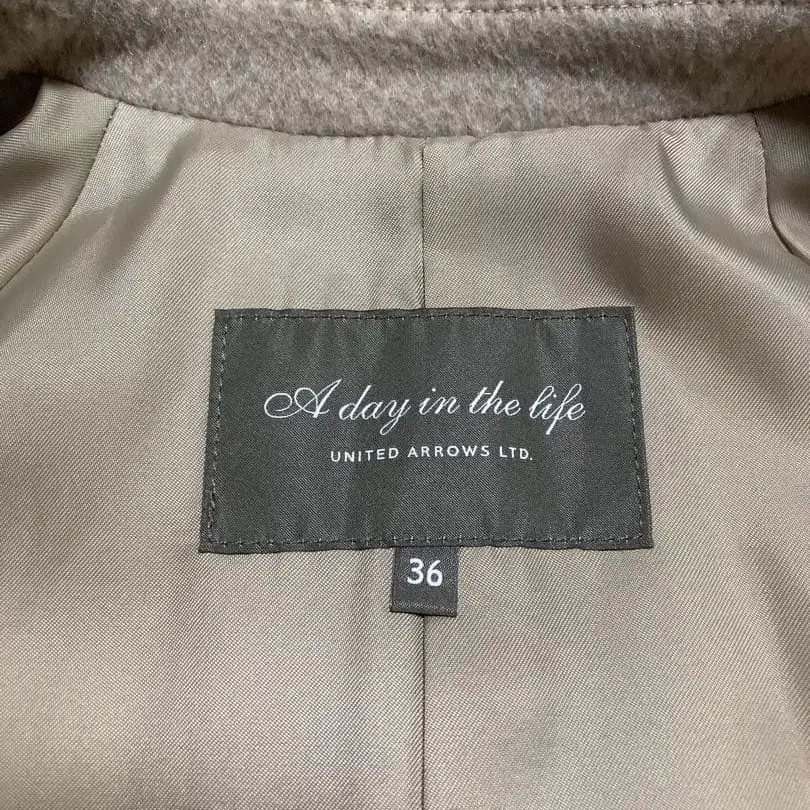 A day in the life
UNITED ARROWS LTD.
36